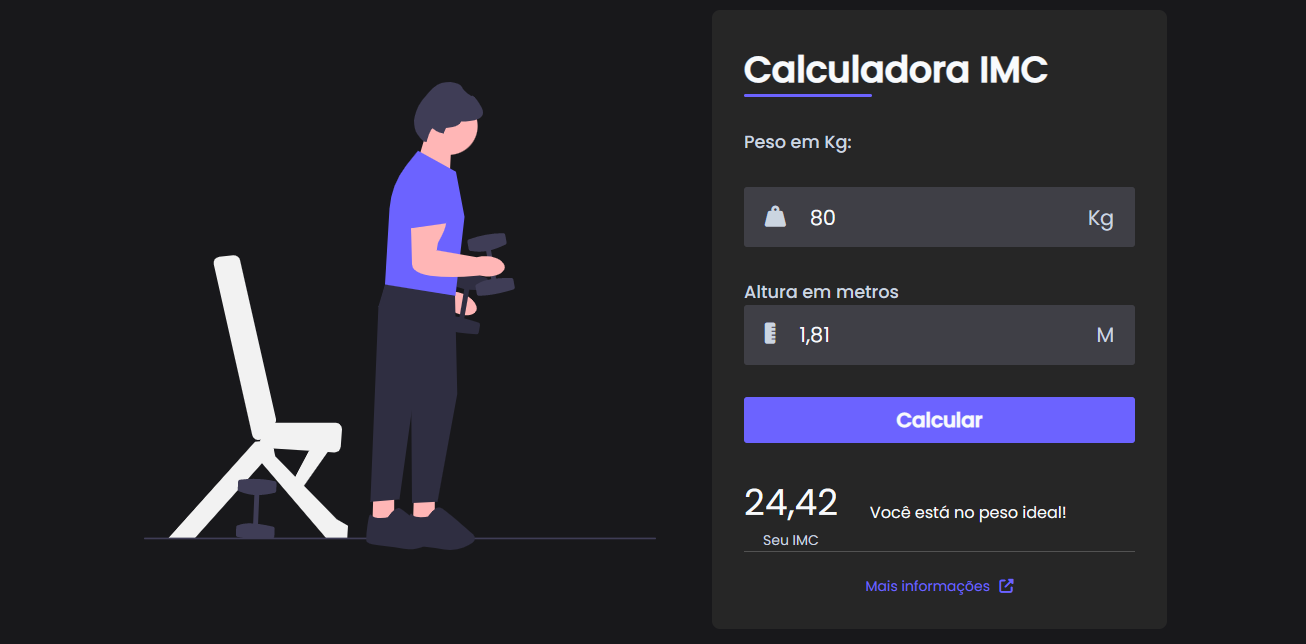 Calculadora IMC
Peso em Kg:
80 Kg
Altura em metros
1,81 M
Calcular
24,42 Você está no peso ideal!
Seu IMC
Mais informações